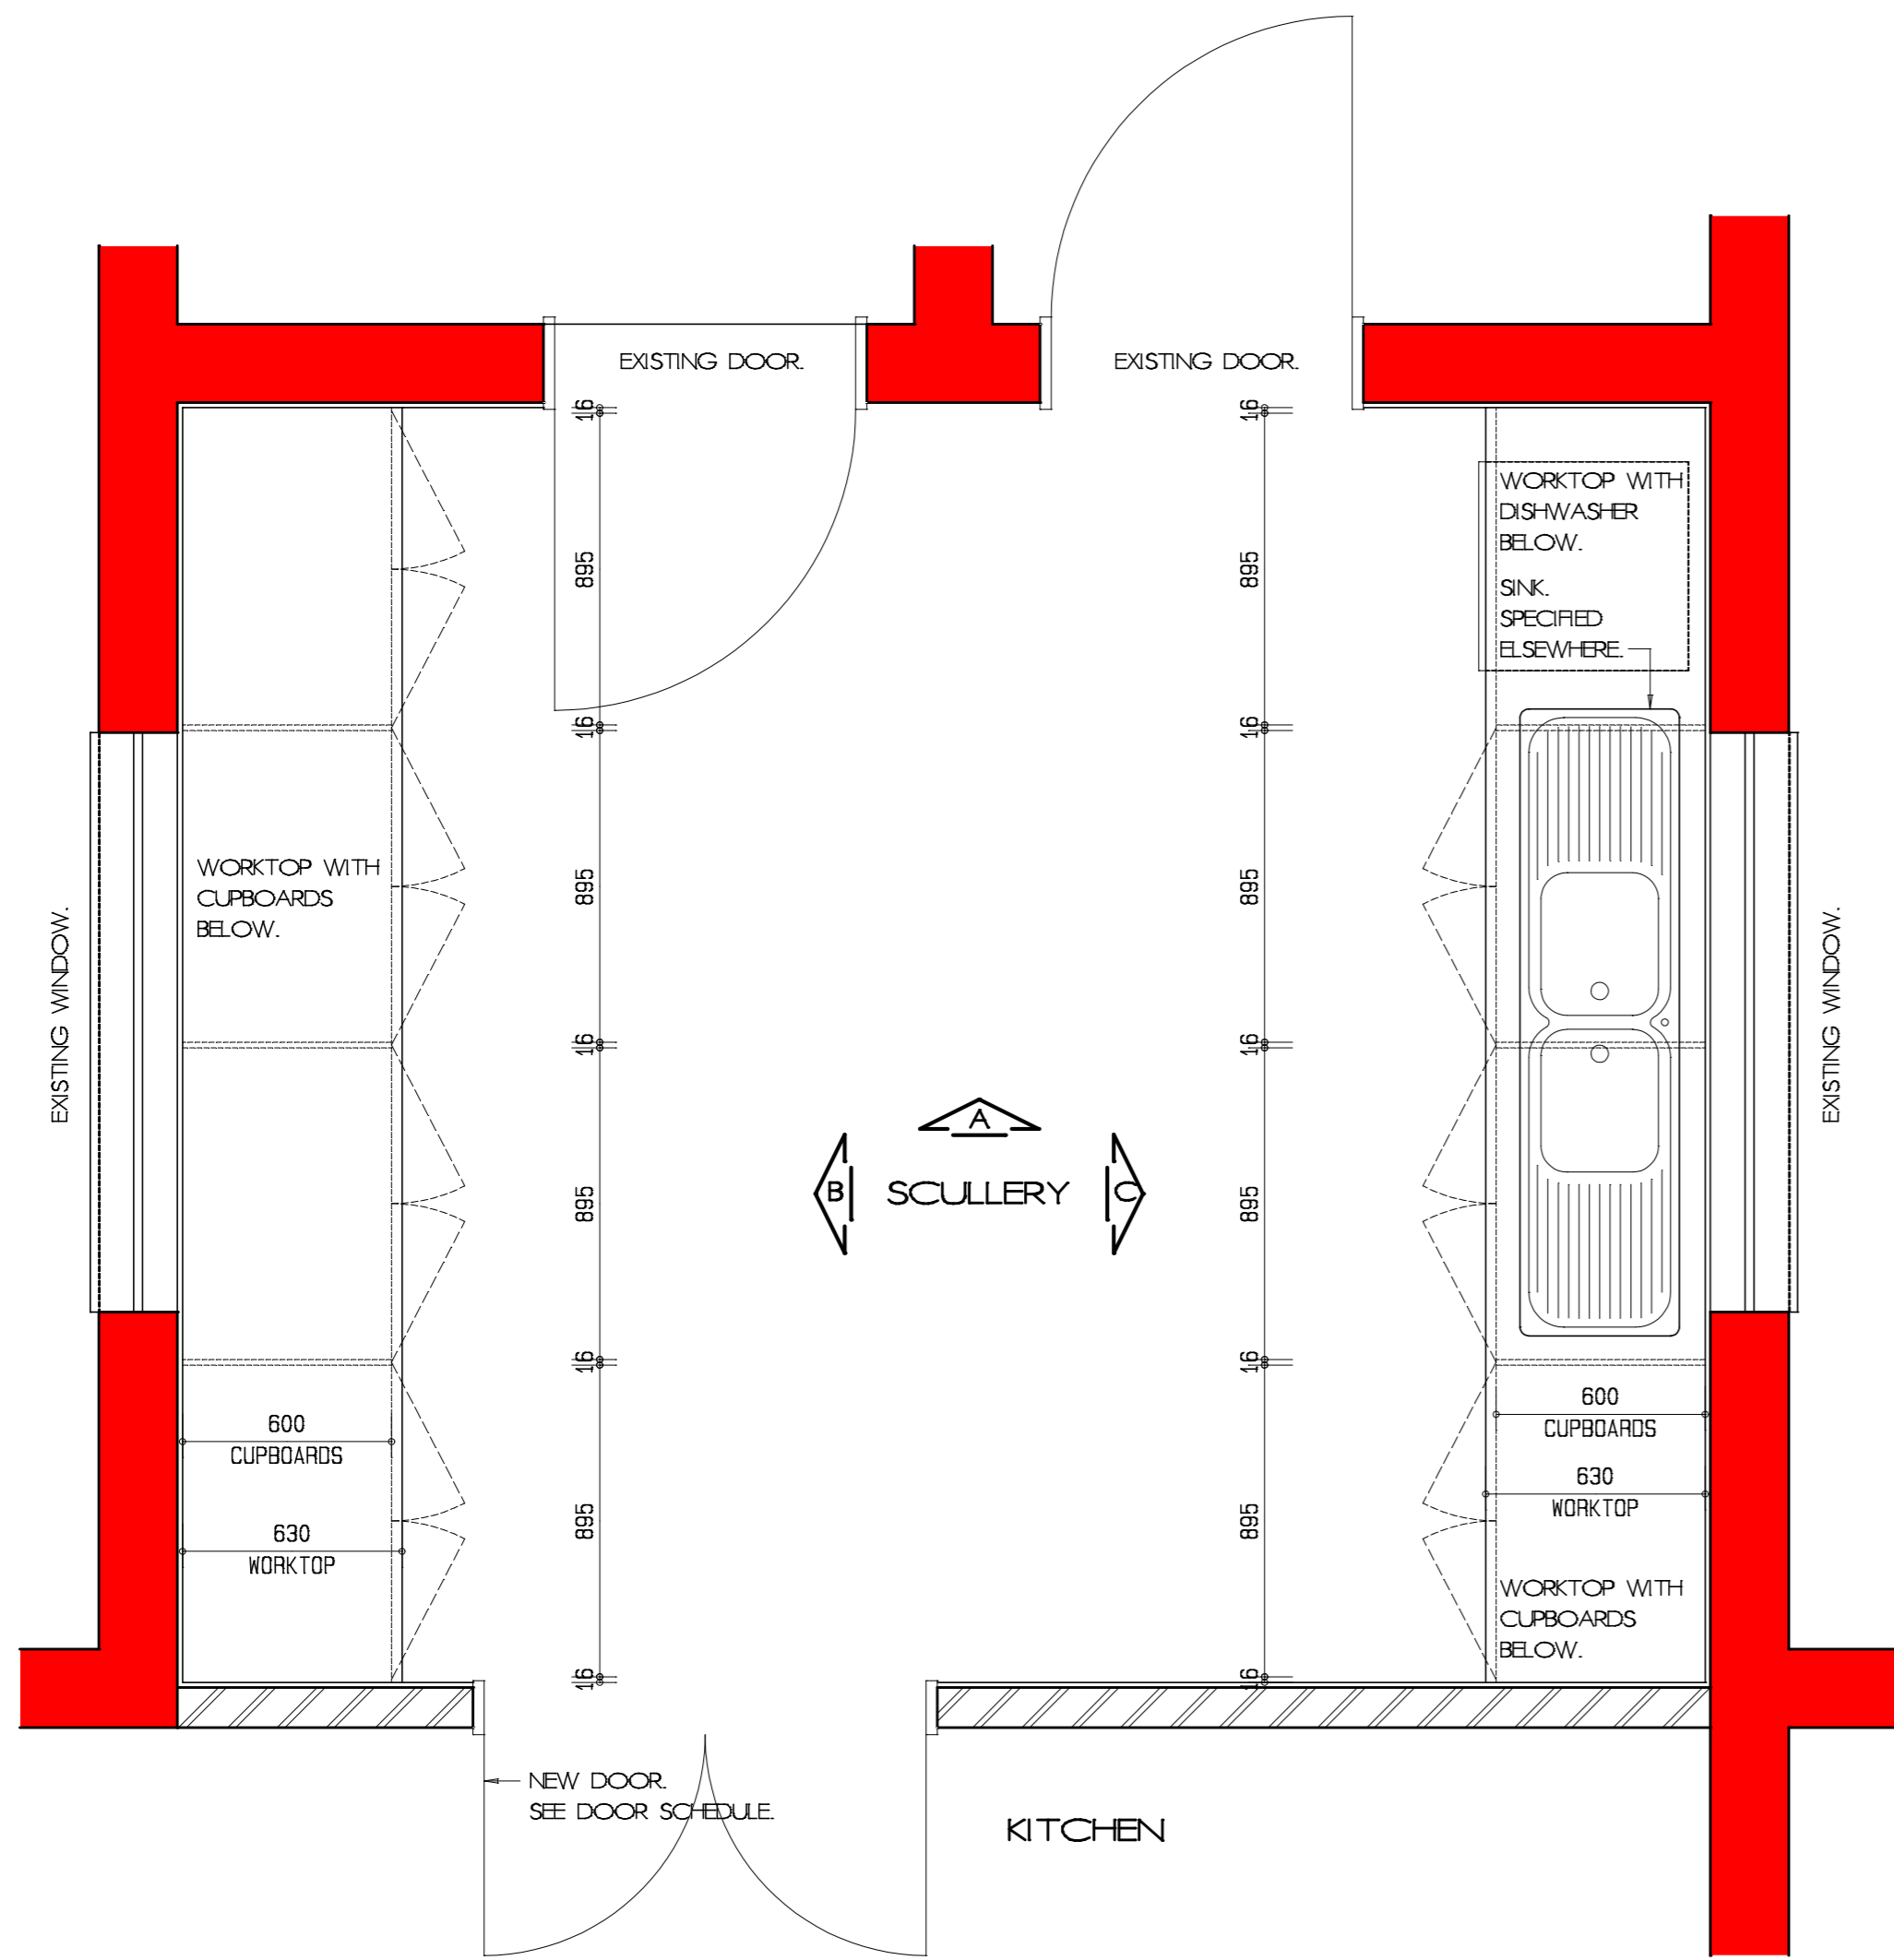 EXISTING DOOR.
EXISTING DOOR.
16
895
16
895
16
895
16
895
16
16
895
16
895
16
895
16
895
16
WORKTOP WITH
DISHWASHER
BELOW.
SINK.
SPECIFIED
ELSEWHERE.
EXISTING WINDOW.
WORKTOP WITH
CUPBOARDS
BELOW.
EXISTING WINDOW.
A
B
SCULLERY
C
600
CUPBOARDS
630
WORKTOP
600
CUPBOARDS
630
WORKTOP
WORKTOP WITH
CUPBOARDS
BELOW.
NEW DOOR.
SEE DOOR SCHEDULE.
KITCHEN